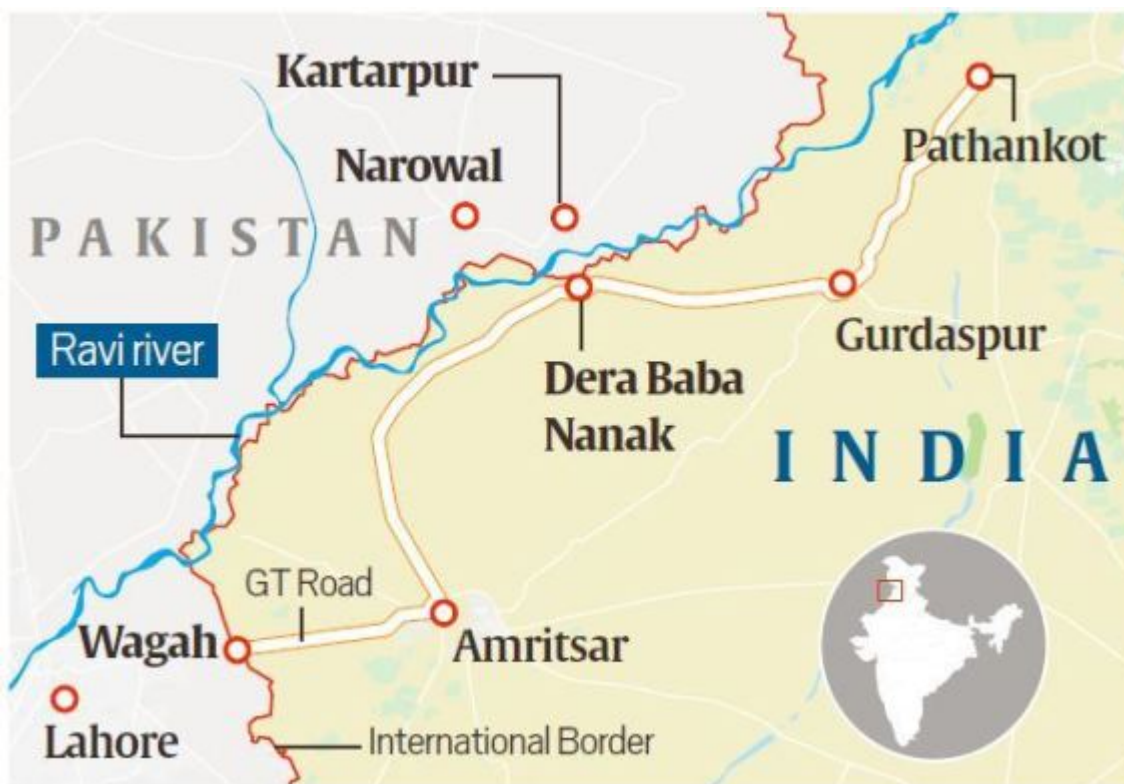 Kartarpur
Pathankot
Narowal
PAKISTAN
Ravi river
Gurdaspur
Dera Baba
Nanak
INDIA
GT Road
Wagah
Amritsar
Lahore
International Border